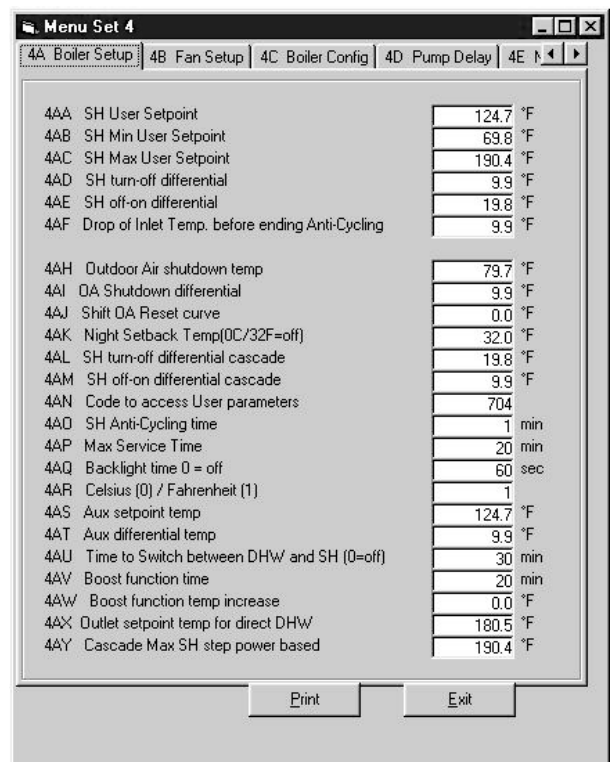 Menu Set 4
4A Boiler Setup 4B Fan Setup 4C Boiler Config 4D Pump Delay 4E
4AA SH User Setpoint 124.7 °F
4AB SH Min User Setpoint 69.8 °F
4AC SH Max User Setpoint 190.4 °F
4AD SH turn-off differential 9.9 °F
4AE SH off-on differential 19.8 °F
4AF Drop of Inlet Temp. before ending Anti-Cycling 9.9 °F
4AH Outdoor Air shutdown temp 79.7 °F
4AI OA Shutdown differential 9.9 °F
4AJ Shift OA Reset curve 0.0 °F
4AK Night Setback Temp(0C/32F=off) 32.0 °F
4AL SH turn-off differential cascade 19.8 °F
4AM SH off-on differential cascade 9.9 °F
4AN Code to access User parameters 704
4AO SH Anti-Cycling time 1 min
4AP Max Service Time 20 min
4AQ Backlight time 0 = off 60 sec
4AR Celsius (0) / Fahrenheit (1) 1
4AS Aux setpoint temp 124.7 °F
4AT Aux differential temp 9.9 °F
4AU Time to Switch between DHW and SH (0=off) 30 min
4AV Boost function time 20 min
4AW Boost function temp increase 0.0 °F
4AX Outlet setpoint temp for direct DHW 180.5 °F
4AY Cascade Max SH step power based 190.4 °F
Print Exit